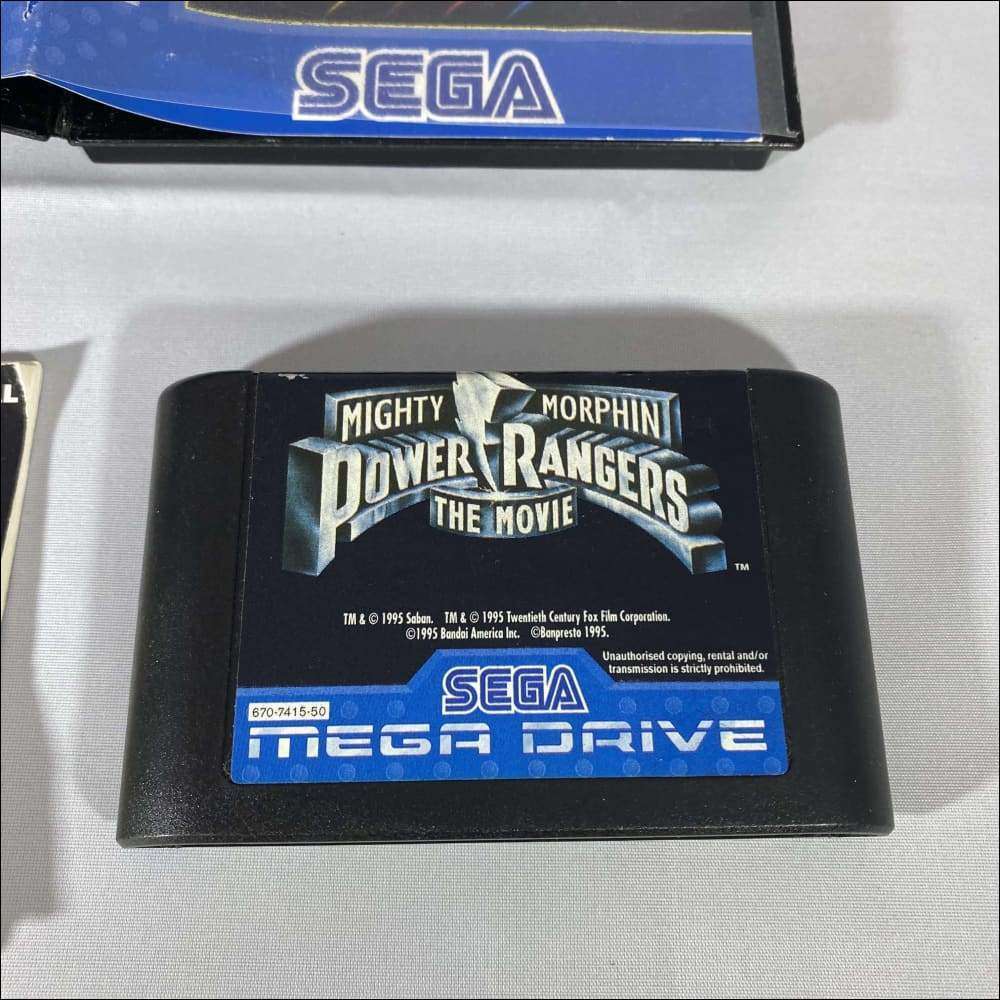 SEGA
L
MIGHTY MORPHIN
POWER RANGERS
THE MOVIE
TM
TM & © 1995 Saban. TM & © 1995 Twentieth Century Fox Film Corporation.
©1995 Bandai America Inc. ©Banpresto 1995.
Unauthorised copying, rental and/or
transmission is strictly prohibited.
SEGA
670-7415-50
MEGA DRIVE